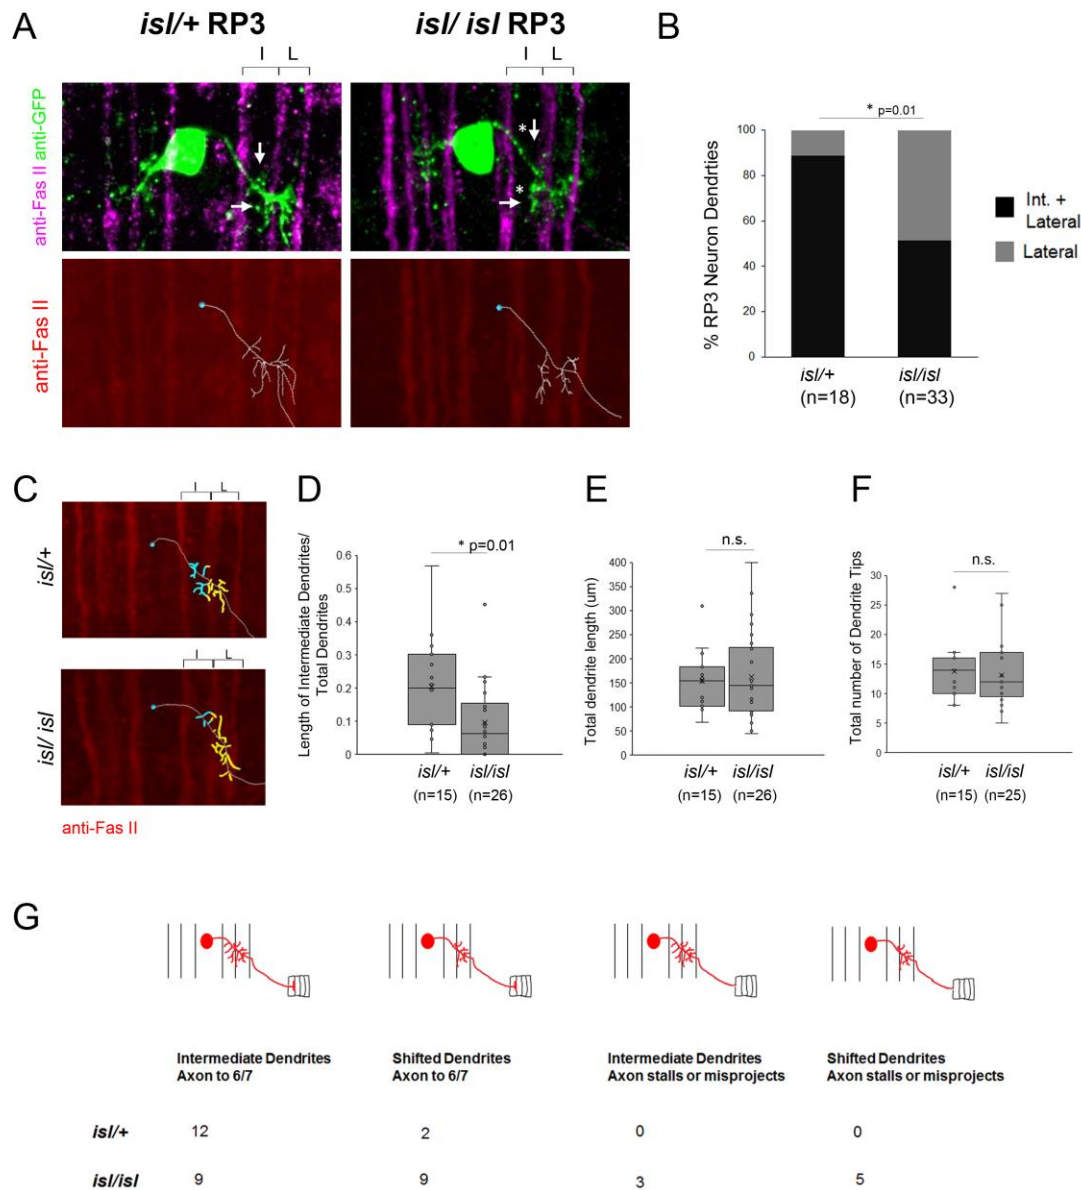 A
isl/+ RP3
isl/ isl RP3
I L
I L
anti-Fas II anti-GFP
* 
*
anti-Fas II
B
* p=0.01
% RP3 Neuron Dendrties
100
80
60
40
20
0
isl/+
(n=18)
isl/isl
(n=33)
Int. +
Lateral
Lateral
C
I L
isl/+
I L
isl/ isl
anti-Fas II
D
* p=0.01
Length of Intermediate Dendrites/
Total Dendrites
0.6
0.5
0.4
0.3
0.2
0.1
0
isl/+ isl/isl
(n=15) (n=26)
E
n.s.
Total dendrite length (um)
400
350
300
250
200
150
100
50
0
isl/+ isl/isl
(n=15) (n=26)
F
n.s.
Total number of Dendrite Tips
30
25
20
15
10
5
0
isl/+ isl/isl
(n=15) (n=25)
G
Intermediate Dendrites
Axon to 6/7
Shifted Dendrites
Axon to 6/7
Intermediate Dendrites
Axon stalls or misprojects
Shifted Dendrites
Axon stalls or misprojects
isl/+ 12 2 0 0
isl/isl 9 9 3 5